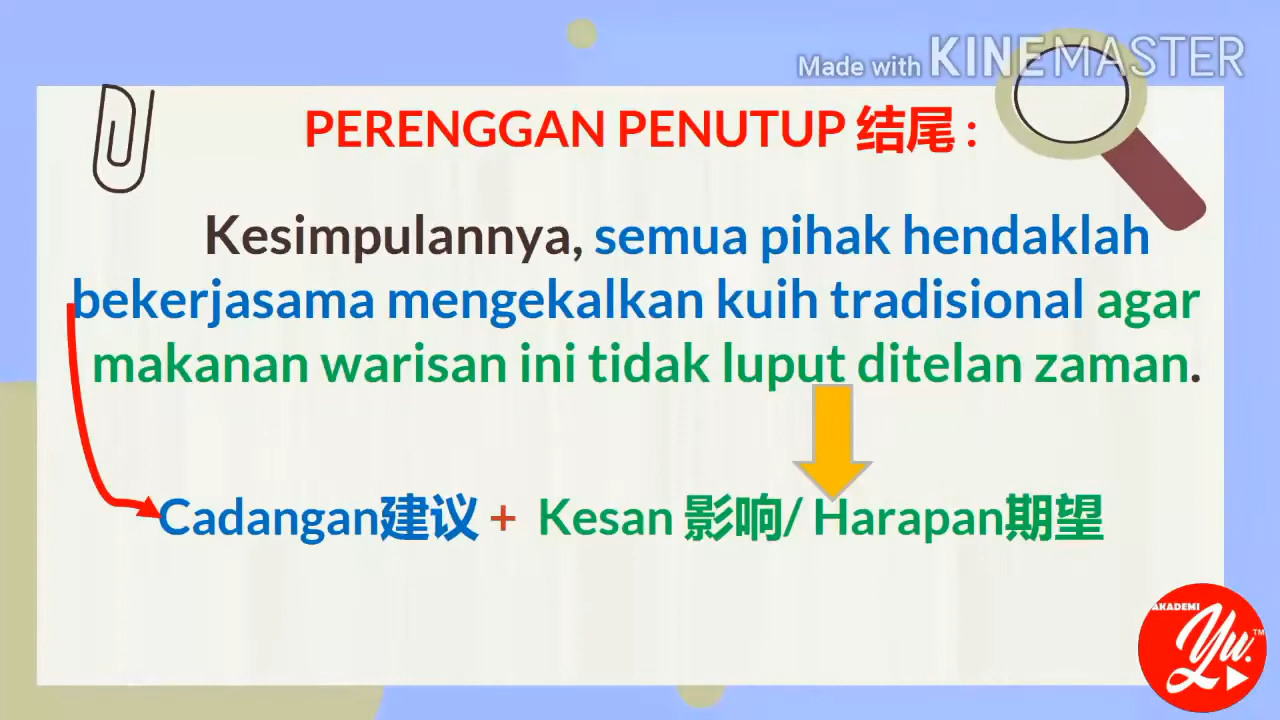 Made with KINEMASTER
PERENGGAN PENUTUP 结尾 :
Kesimpulannya, semua pihak hendaklah
bekerjasama mengekalkan kuih tradisional agar
makanan warisan ini tidak luput ditelan zaman.
Cadangan建议 + Kesan 影响/ Harapan期望
AKADEMI
Yu.
TM